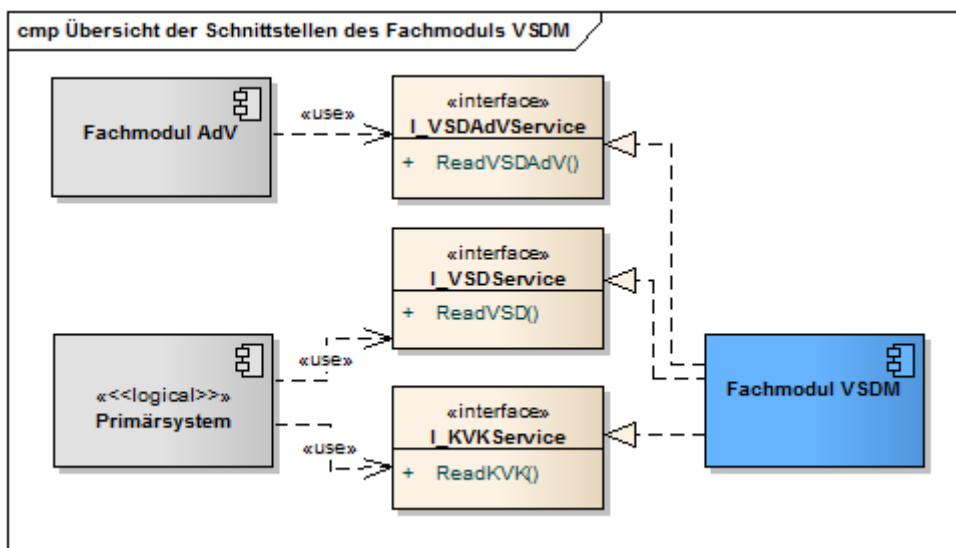 cmp Übersicht der Schnittstellen des Fachmoduls VSDM
Fachmodul AdV
«use»
«interface»
I_VSDAdVService
+ ReadVSDAdV()
«interface»
I_VSDService
+ ReadVSD()
«use»
«<<logical>>»
Primärsystem
«use»
«interface»
I_KVKService
+ ReadKVK()
Fachmodul VSDM